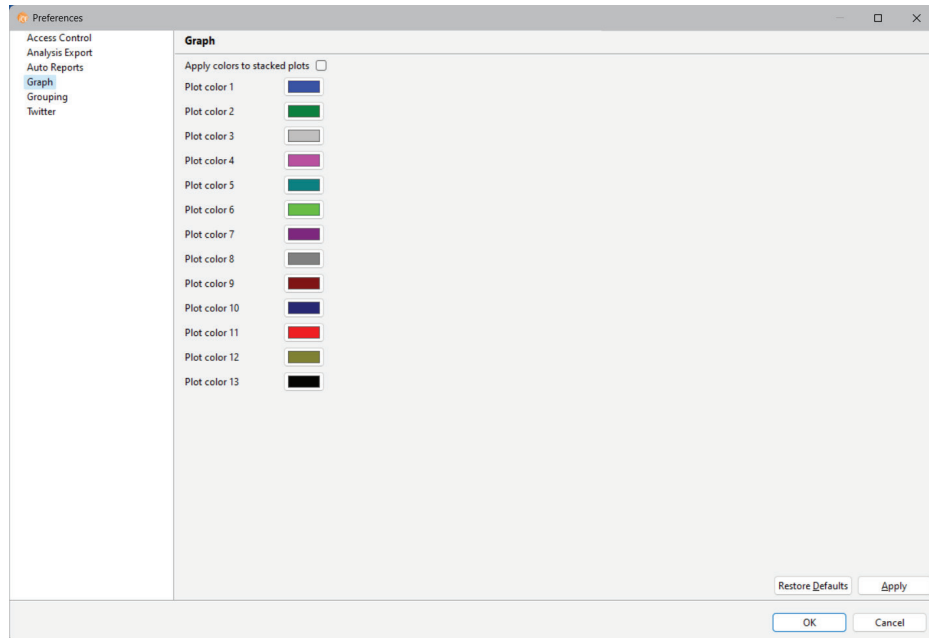 Preferences
Access Control
Analysis Export
Auto Reports
Graph
Grouping
Twitter
Graph
Apply colors to stacked plots
Plot color 1
Plot color 2
Plot color 3
Plot color 4
Plot color 5
Plot color 6
Plot color 7
Plot color 8
Plot color 9
Plot color 10
Plot color 11
Plot color 12
Plot color 13
Restore Defaults Apply
OK Cancel